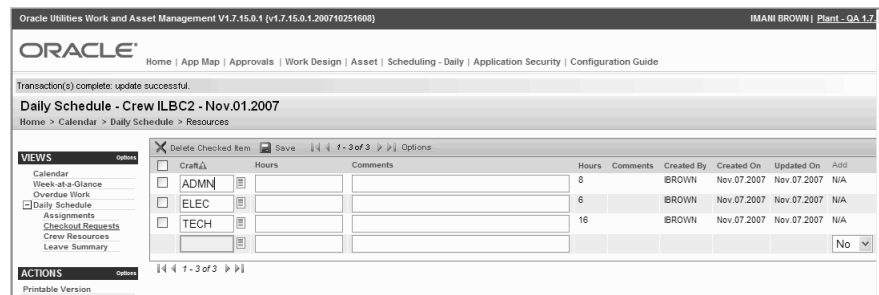 Oracle Utilities Work and Asset Management V1.7.15.0.1 {v1.7.15.0.1.200710251608} IMANI BROWN | Plant - QA 1.7.
ORACLE
Home | App Map | Approvals | Work Design | Asset | Scheduling - Daily | Application Security | Configuration Guide
Transaction(s) complete: update successful.
Daily Schedule - Crew ILBC2 - Nov.01.2007
Home > Calendar > Daily Schedule > Resources
Delete Checked Item Save 1 - 3 of 3 Options
VIEWS Options
Calendar
Week-at-a-Glance
Overdue Work
Daily Schedule
Assignments
Checkout Requests
Crew Resources
Leave Summary
ACTIONS Options
Printable Version
Craft Hours Comments Hours Comments Created By Created On Updated On Add
ADMN 8 IBROWN Nov.07.2007 Nov.07.2007 N/A
ELEC 6 IBROWN Nov.07.2007 Nov.07.2007 N/A
TECH 16 IBROWN Nov.07.2007 Nov.07.2007 N/A
No
1 - 3 of 3